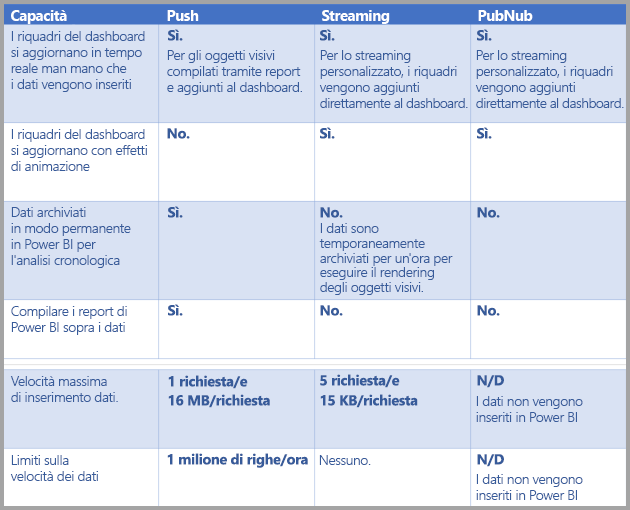 Capacità Push Streaming PubNub
I riquadri del dashboard
si aggiornano in tempo
reale man mano che
i dati vengono inseriti
Sì.
Per gli oggetti visivi
compilati tramite report
e aggiunti al dashboard.
Sì.
Per lo streaming
personalizzato, i riquadri
vengono aggiunti
direttamente al dashboard.
Sì.
Per lo streaming
personalizzato, i riquadri
vengono aggiunti
direttamente al dashboard.
I riquadri del dashboard
si aggiornano con effetti
di animazione
No.
Sì.
Sì.
Dati archiviati
in modo permanente
in Power BI per
l'analisi cronologica
Sì.
No.
I dati sono
temporaneamente
archiviati per un'ora per
eseguire il rendering
degli oggetti visivi.
No.
Compilare i report di
Power BI sopra i dati
Sì.
No.
No.
Velocità massima
di inserimento dati.
1 richiesta/e
16 MB/richiesta
5 richiesta/e
15 KB/richiesta
N/D
I dati non vengono
inseriti in Power BI
Limiti sulla
velocità dei dati
1 milione di righe/ora
Nessuno.
N/D
I dati non vengono
inseriti in Power BI